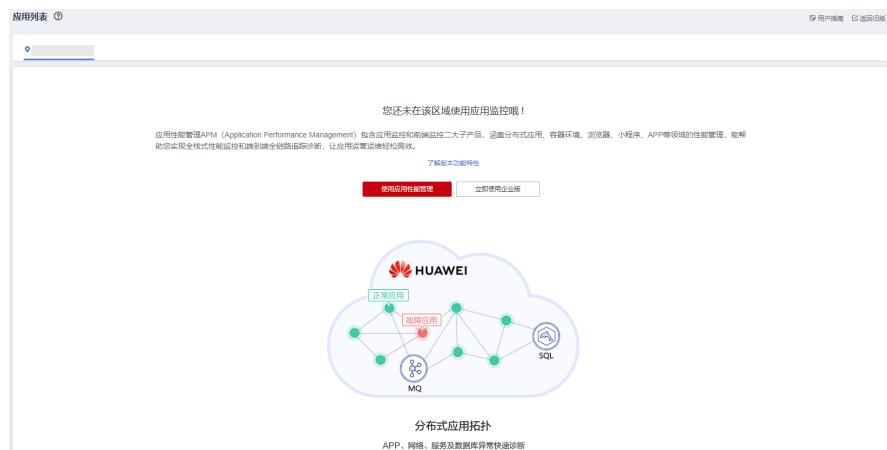 应用列表
用户指南 返回旧版
您还未在该区域使用应用监控哦！
应用性能管理APM（Application Performance Management）包含应用监控和前端监控二大子产品，涵盖分布式应用、容器环境、浏览器、小程序、APP等领域的性能管理，能帮
助您实现全栈式性能监控和端到端全链路追踪诊断，让应用运营运维轻松高效。
了解版本功能特性
使用应用性能管理 立即使用企业版
HUAWEI
正常应用
故障应用
SQL
MQ
分布式应用拓扑
APP、网络、服务及数据库异常快速诊断